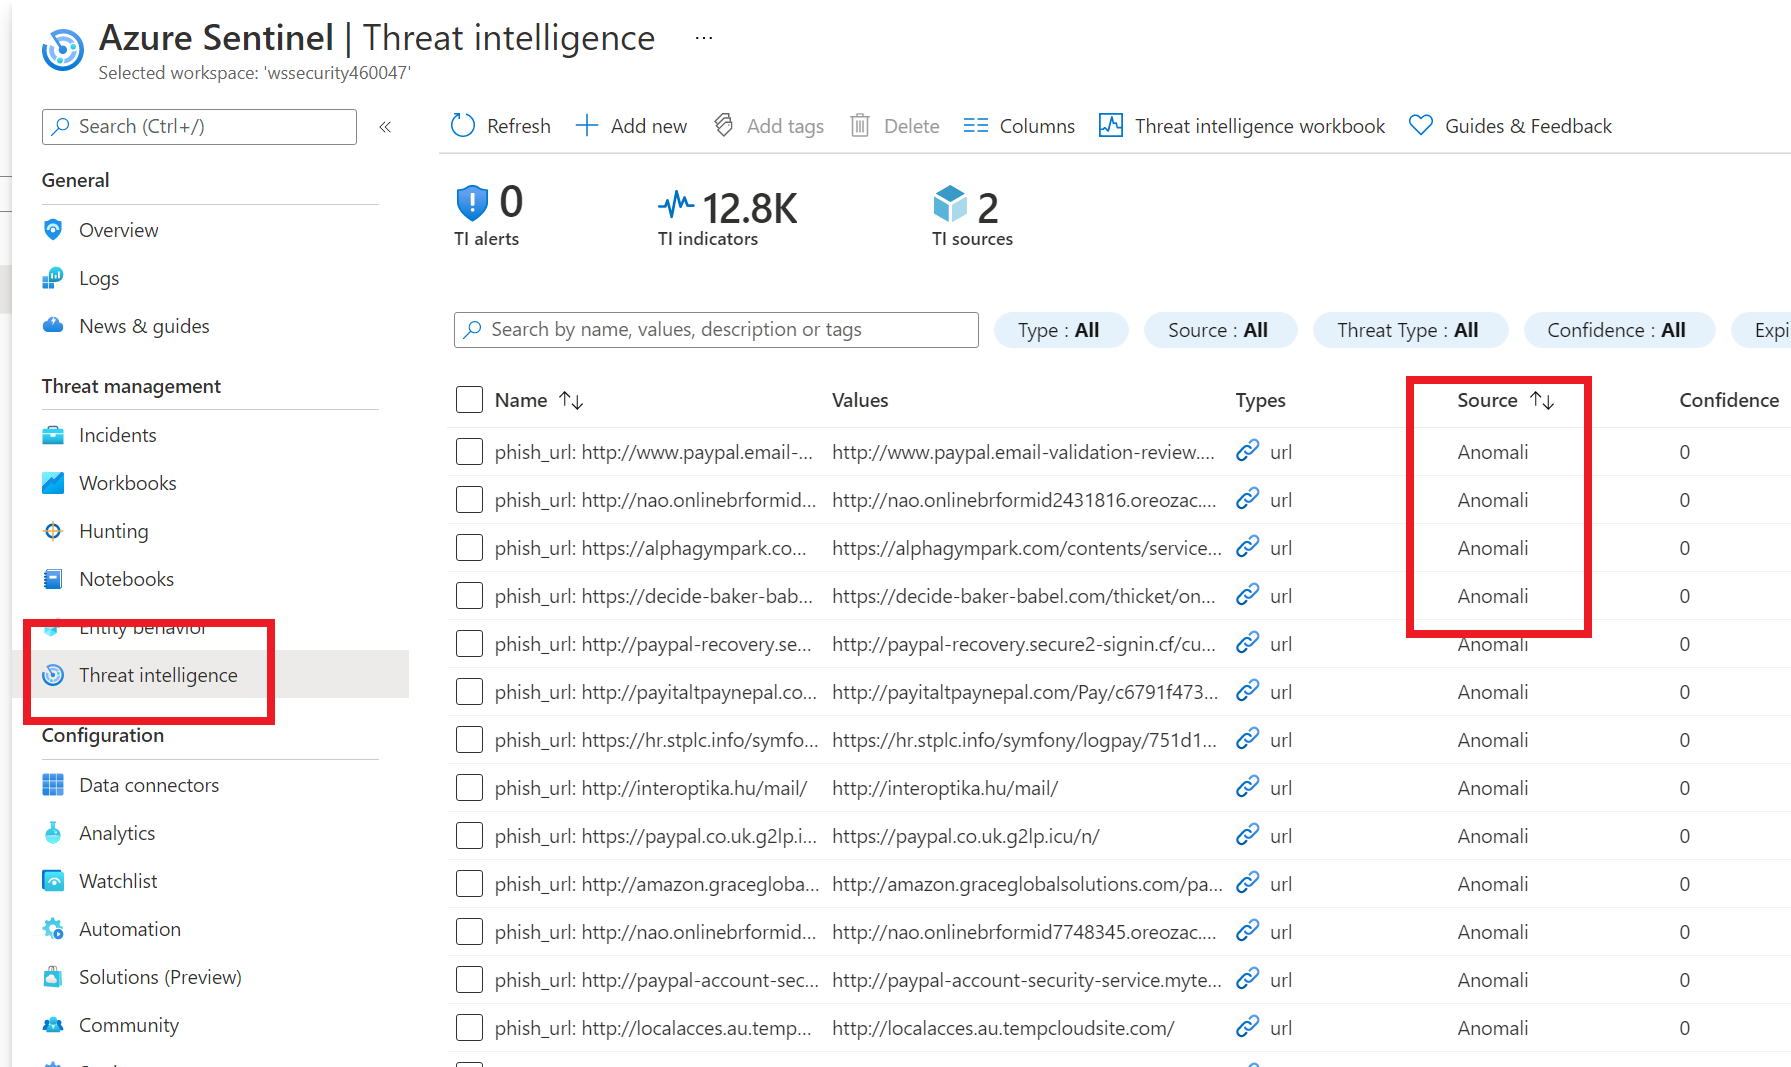 Azure Sentinel | Threat intelligence ...
Selected workspace: 'wssecurity460047'
Search (Ctrl+/)
«
General
Overview
Logs
News & guides
Threat management
Incidents
Workbooks
Hunting
Notebooks
Entity behavior
Threat intelligence
Configuration
Data connectors
Analytics
Watchlist
Automation
Solutions (Preview)
Community
Refresh Add new Add tags Delete Columns Threat intelligence workbook Guides & Feedback
0 12.8K 2
TI alerts TI indicators TI sources
Search by name, values, description or tags Type : All Source : All Threat Type : All Confidence : All Expi
Name ↑↓ Values Types Source ↑↓ Confidence
phish_url: http://www.paypal.email-... http://www.paypal.email-validation-review.... url Anomali 0
phish_url: http://nao.onlinebrformid... http://nao.onlinebrformid2431816.oreozac.... url Anomali 0
phish_url: https://alphagympark.co... https://alphagympark.com/contents/service... url Anomali 0
phish_url: https://decide-baker-bab... https://decide-baker-babel.com/thicket/on... url Anomali 0
phish_url: http://paypal-recovery.se... http://paypal-recovery.secure2-signin.cf/cu... url Anomali 0
phish_url: http://payitaltpaynepal.co... http://payitaltpaynepal.com/Pay/c6791f473... url Anomali 0
phish_url: https://hr.stplc.info/symfo... https://hr.stplc.info/symfony/logpay/751d1... url Anomali 0
phish_url: http://interoptika.hu/mail/ http://interoptika.hu/mail/ url Anomali 0
phish_url: https://paypal.co.uk.g2lp.i... https://paypal.co.uk.g2lp.icu/n/ url Anomali 0
phish_url: http://amazon.gracegloba... http://amazon.graceglobalsolutions.com/pa... url Anomali 0
phish_url: http://nao.onlinebrformid... http://nao.onlinebrformid7748345.oreozac.... url Anomali 0
phish_url: http://paypal-account-sec... http://paypal-account-security-service.myte... url Anomali 0
phish_url: http://localacces.au.temp... http://localacces.au.tempcloudsite.com/ url Anomali 0